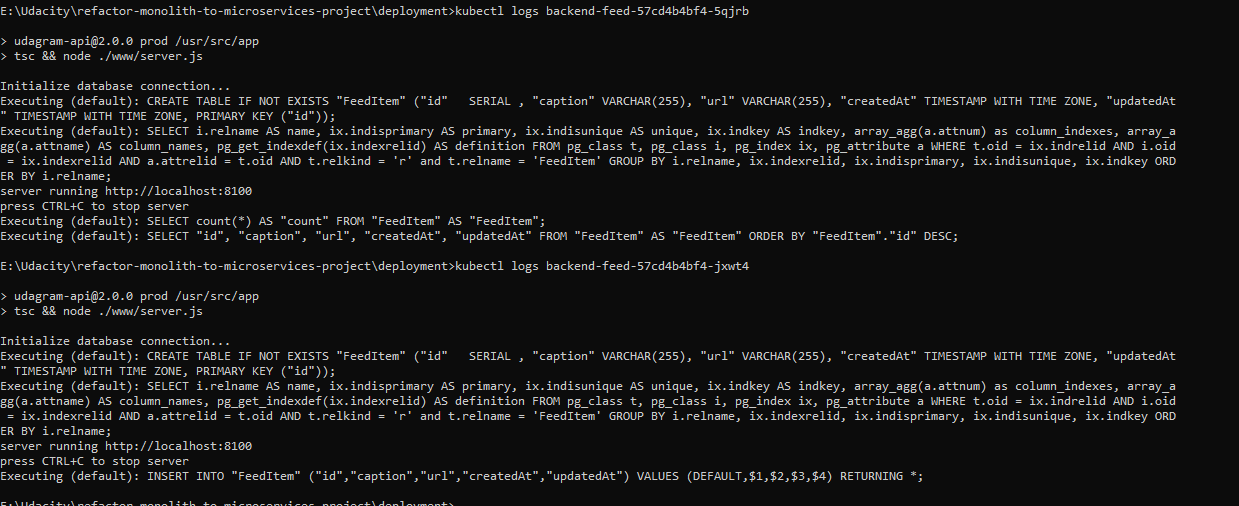 E:\Udacity\refactor-monolith-to-microservices-project\deployment>kubectl logs backend-feed-57cd4b4bf4-5qjrb
> udagram-api@2.0.0 prod /usr/src/app
> tsc && node ./www/server.js
Initialize database connection...
Executing (default): CREATE TABLE IF NOT EXISTS "FeedItem" ("id"   SERIAL , "caption" VARCHAR(255), "url" VARCHAR(255), "createdAt" TIMESTAMP WITH TIME ZONE, "updatedAt
" TIMESTAMP WITH TIME ZONE, PRIMARY KEY ("id"));
Executing (default): SELECT i.relname AS name, ix.indisprimary AS primary, ix.indisunique AS unique, ix.indkey AS indkey, array_agg(a.attnum) as column_indexes, array_a
gg(a.attname) AS column_names, pg_get_indexdef(ix.indexrelid) AS definition FROM pg_class t, pg_class i, pg_index ix, pg_attribute a WHERE t.oid = ix.indrelid AND i.oid
 = ix.indexrelid AND a.attrelid = t.oid AND t.relkind = 'r' and t.relname = 'FeedItem' GROUP BY i.relname, ix.indexrelid, ix.indisprimary, ix.indisunique, ix.indkey ORD
ER BY i.relname;
server running http://localhost:8100
press CTRL+C to stop server
Executing (default): SELECT count(*) AS "count" FROM "FeedItem" AS "FeedItem";
Executing (default): SELECT "id", "caption", "url", "createdAt", "updatedAt" FROM "FeedItem" AS "FeedItem" ORDER BY "FeedItem"."id" DESC;
E:\Udacity\refactor-monolith-to-microservices-project\deployment>kubectl logs backend-feed-57cd4b4bf4-jxwt4
> udagram-api@2.0.0 prod /usr/src/app
> tsc && node ./www/server.js
Initialize database connection...
Executing (default): CREATE TABLE IF NOT EXISTS "FeedItem" ("id"   SERIAL , "caption" VARCHAR(255), "url" VARCHAR(255), "createdAt" TIMESTAMP WITH TIME ZONE, "updatedAt
" TIMESTAMP WITH TIME ZONE, PRIMARY KEY ("id"));
Executing (default): SELECT i.relname AS name, ix.indisprimary AS primary, ix.indisunique AS unique, ix.indkey AS indkey, array_agg(a.attnum) as column_indexes, array_a
gg(a.attname) AS column_names, pg_get_indexdef(ix.indexrelid) AS definition FROM pg_class t, pg_class i, pg_index ix, pg_attribute a WHERE t.oid = ix.indrelid AND i.oid
 = ix.indexrelid AND a.attrelid = t.oid AND t.relkind = 'r' and t.relname = 'FeedItem' GROUP BY i.relname, ix.indexrelid, ix.indisprimary, ix.indisunique, ix.indkey ORD
ER BY i.relname;
server running http://localhost:8100
press CTRL+C to stop server
Executing (default): INSERT INTO "FeedItem" ("id","caption","url","createdAt","updatedAt") VALUES (DEFAULT,$1,$2,$3,$4) RETURNING *;
E:\Udacity\refactor-monolith-to-microservices-project\deployment>